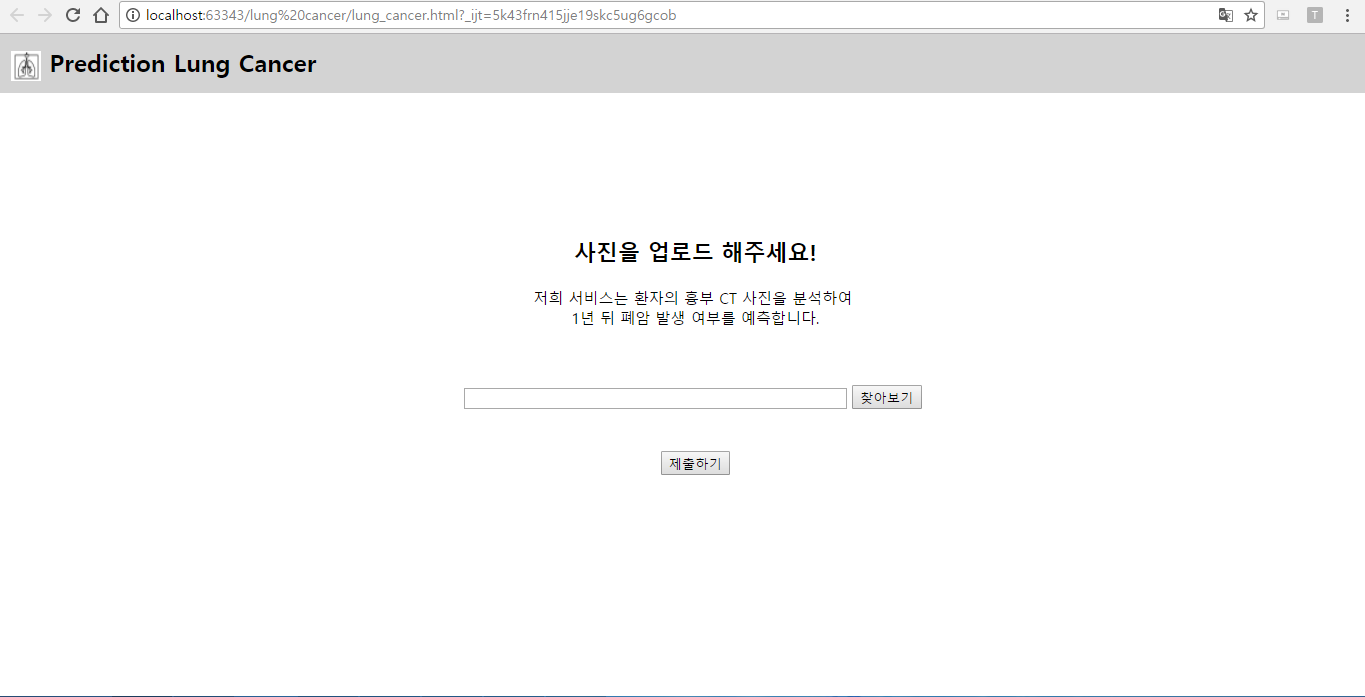 localhost:63343/lung%20cancer/lung_cancer.html?_ijt=5k43frn415jje19skc5ug6gcob
T
Prediction Lung Cancer
사진을 업로드 해주세요!
저희 서비스는 환자의 흉부 CT 사진을 분석하여
1년 뒤 폐암 발생 여부를 예측합니다.
찾아보기
제출하기